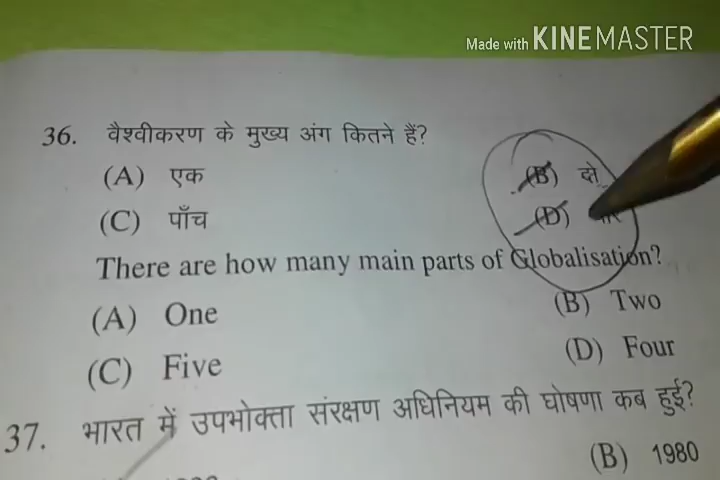 Made with KINEMASTER
36. वैश्वीकरण के मुख्य अंग कितने हैं?
(A) एक (B) दो
(C) पाँच (D)
There are how many main parts of Globalisation?
(A) One (B) Two
(C) Five (D) Four
37. भारत में उपभोक्ता संरक्षण अधिनियम की घोषणा कब हुई?
(B) 1980